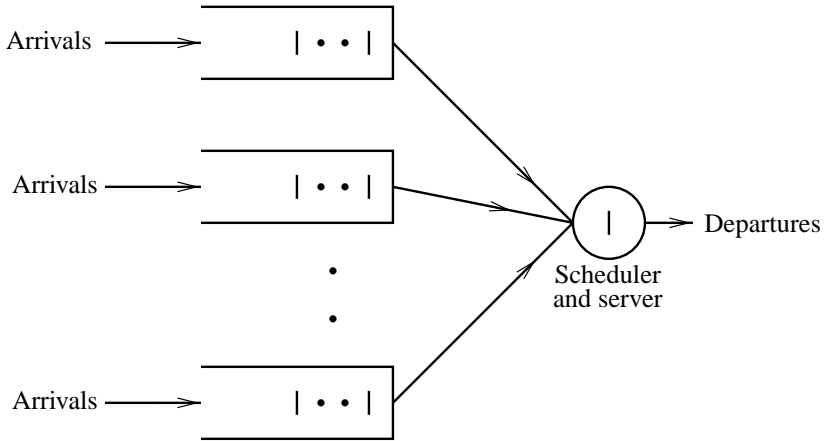 Arrivals
Arrivals
Departures
Scheduler
and server
Arrivals